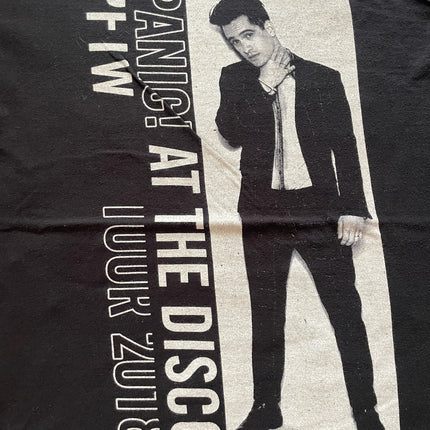 PANIC! AT THE DISCO
PFTW TOUR 2018